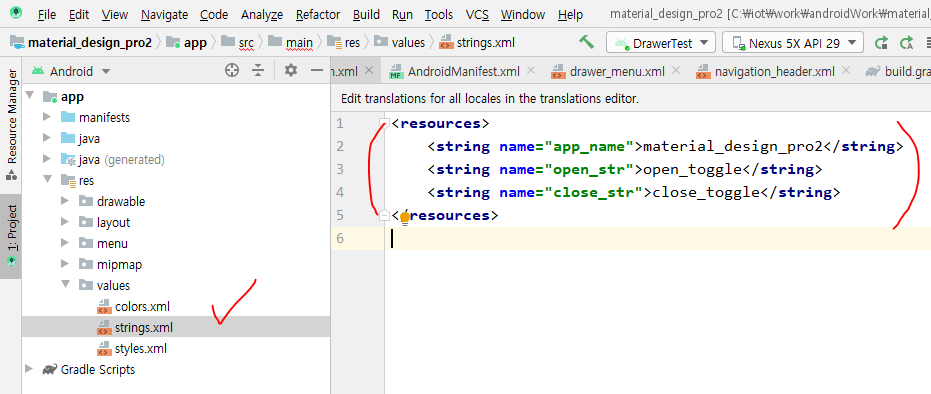 File Edit View Navigate Code Analyze Refactor Build Run Tools VCS Window Help material_design_pro2 [C:₩iot₩work₩androidWork₩material_
material_design_pro2 app src main res values strings.xml DrawerTest Nexus 5X API 29
Android n.xml AndroidManifest.xml drawer_menu.xml navigation_header.xml build.gra
Resource Manager
1: Project
app
manifests
java
java (generated)
res
drawable
layout
menu
mipmap
values
colors.xml
strings.xml
styles.xml
Gradle Scripts
Edit translations for all locales in the translations editor.
1 <resources>
2 <string name="app_name">material_design_pro2</string>
3 <string name="open_str">open_toggle</string>
4 <string name="close_str">close_toggle</string>
5 </resources>
6